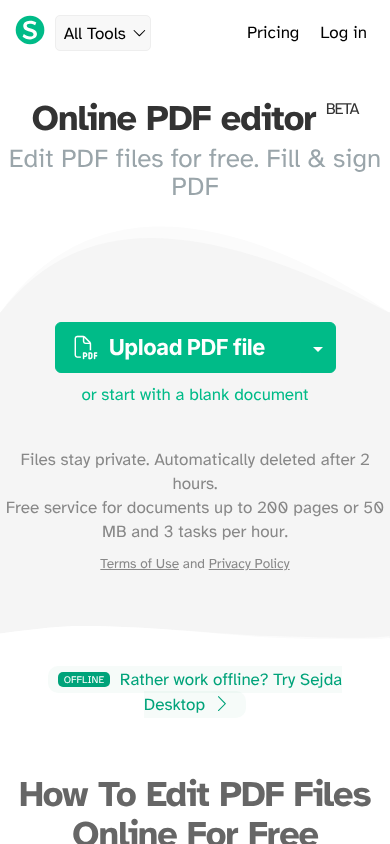 S All Tools Pricing Log in
Online PDF editor BETA
Edit PDF files for free. Fill & sign
PDF
PDF Upload PDF file
or start with a blank document
Files stay private. Automatically deleted after 2
hours.
Free service for documents up to 200 pages or 50
MB and 3 tasks per hour.
Terms of Use and Privacy Policy
OFFLINE Rather work offline? Try Sejda
Desktop
How To Edit PDF Files
Online For Free